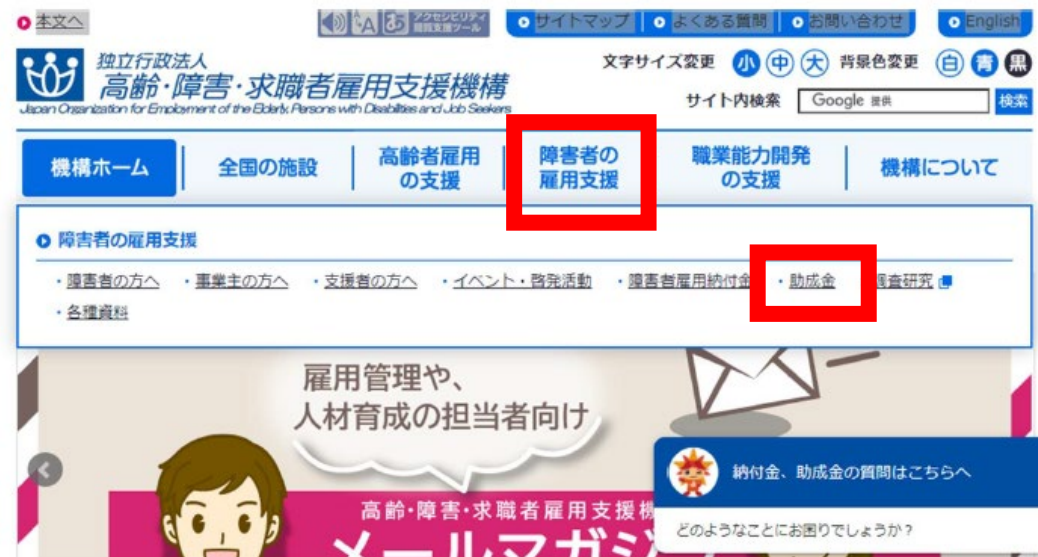 本文へ
アクセシビリティ
閲覧支援ツール
サイトマップ
よくある質問
お問い合わせ
English
独立行政法人
高齢・障害・求職者雇用支援機構
Japan Organization for Employment of the Elderly, Persons with Disabilities and Job Seekers
文字サイズ変更 小 中 大 背景色変更 白 青 黒
サイト内検索 Google 提供 検索
機構ホーム
全国の施設
高齢者雇用
の支援
障害者の
雇用支援
職業能力開発
の支援
機構について
障害者の雇用支援
・障害者の方へ ・事業主の方へ ・支援者の方へ ・イベント・啓発活動 ・障害者雇用納付金 ・助成金 調査研究
・各種資料
雇用管理や、
人材育成の担当者向け
高齢・障害・求職者雇用支援機
メールマガジ
納付金、助成金の質問はこちらへ
どのようなことにお困りでしょうか?